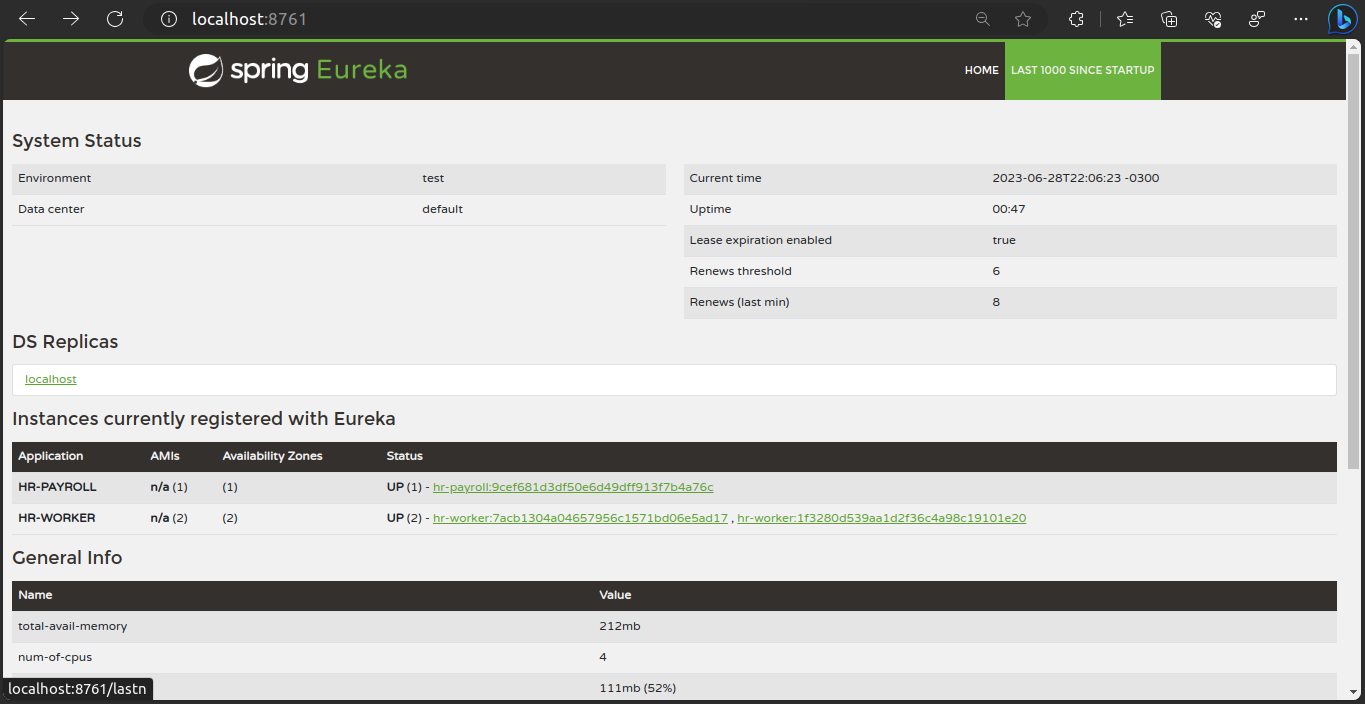 localhost:8761
spring Eureka
HOME LAST 1000 SINCE STARTUP
System Status
Environment test
Data center default
Current time 2023-06-28T22:06:23 -0300
Uptime 00:47
Lease expiration enabled true
Renews threshold 6
Renews (last min) 8
DS Replicas
localhost
Instances currently registered with Eureka
Application AMIs Availability Zones Status
HR-PAYROLL n/a (1) (1) UP (1) - hr-payroll:9cef681d3df50e6d49dff913f7b4a76c
HR-WORKER n/a (2) (2) UP (2) - hr-worker:7acb1304a04657956c1571bd06e5ad17 , hr-worker:1f3280d539aa1d2f36c4a98c19101e20
General Info
Name Value
total-avail-memory 212mb
num-of-cpus 4
111mb (52%)
localhost:8761/lastn